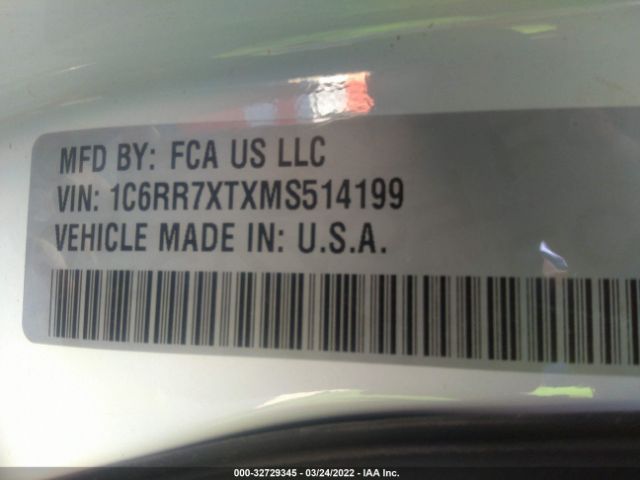 MFD BY: FCA US LLC
VIN: 1C6RR7XTXMS514199
VEHICLE MADE IN: U.S.A.
000-32729345 - 03/24/2022 - IAA Inc.